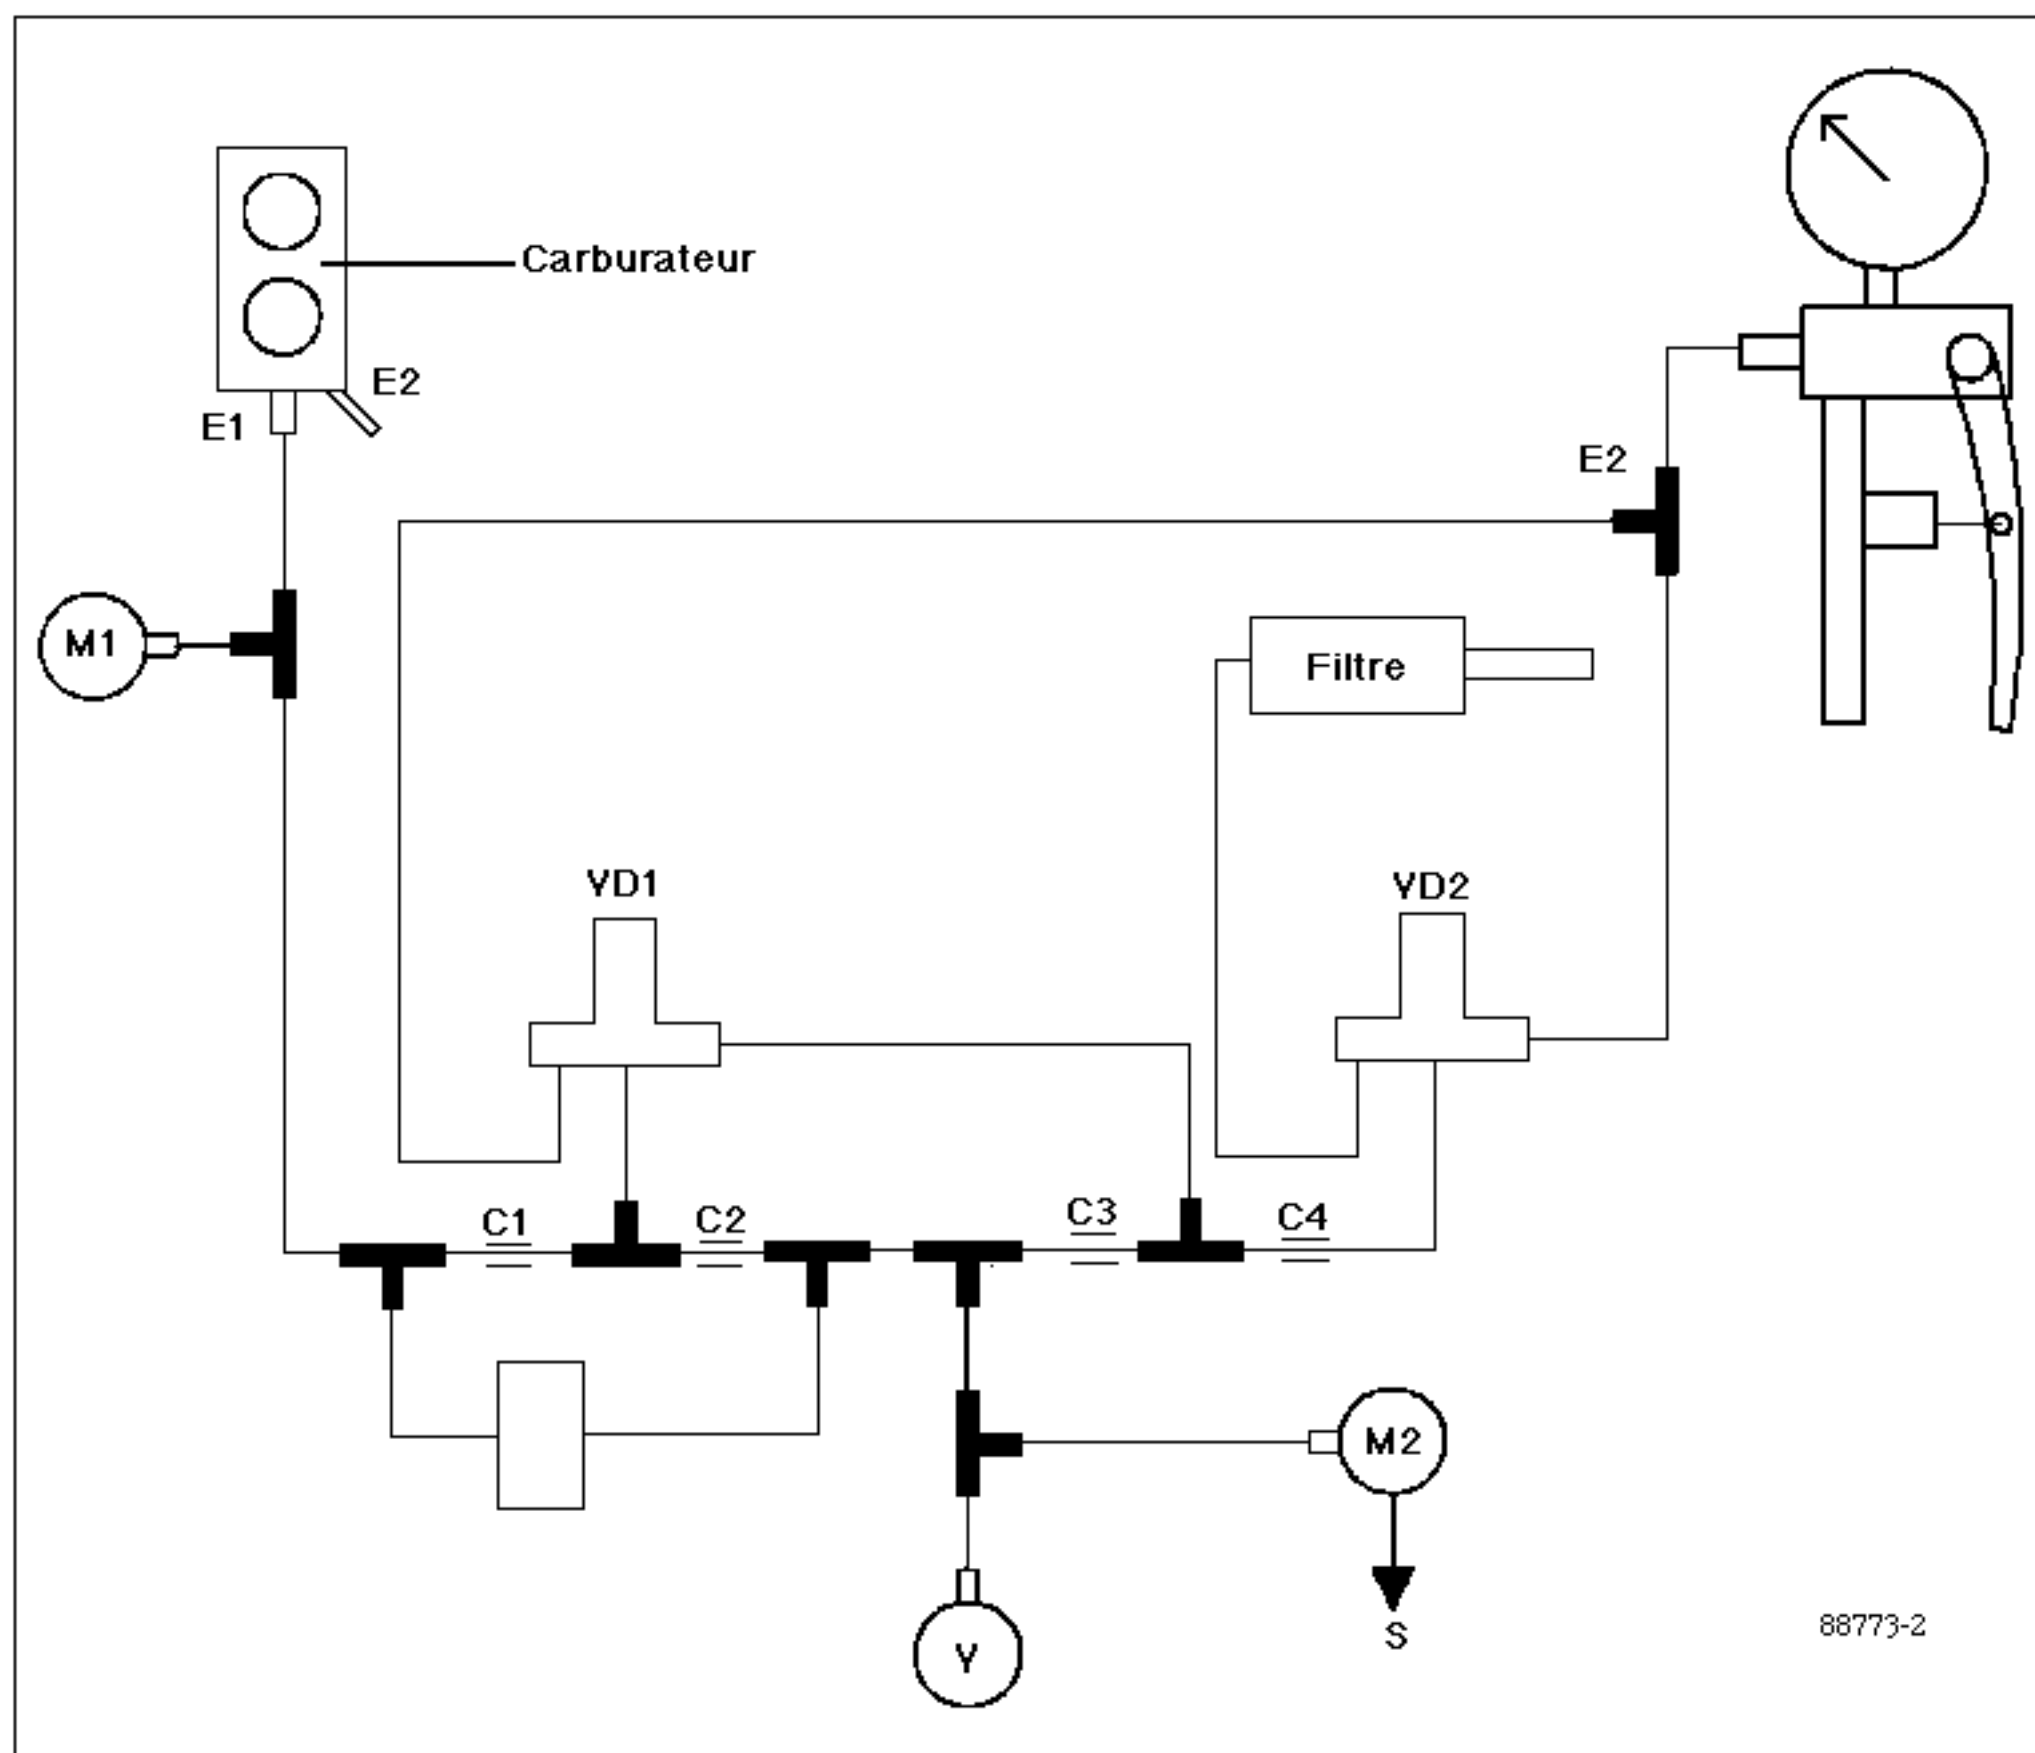 Carburateur
E2
E1
E2
M1
Filtre
VD1
VD2
C1
C2
C3
C4
M2
S
V
88773-2